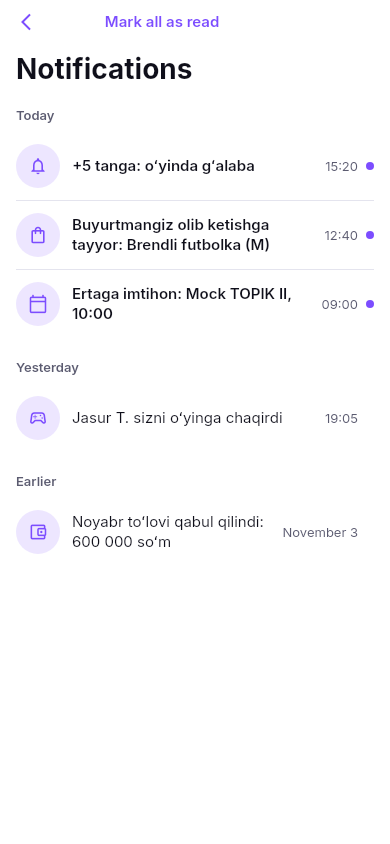 Mark all as read
Notifications
Today
+5 tanga: oʻyinda gʻalaba
15:20
Buyurtmangiz olib ketishga
tayyor: Brendli futbolka (M)
12:40
Ertaga imtihon: Mock TOPIK II,
10:00
09:00
Yesterday
Jasur T. sizni oʻyinga chaqirdi
19:05
Earlier
Noyabr toʻlovi qabul qilindi:
600 000 soʻm
November 3